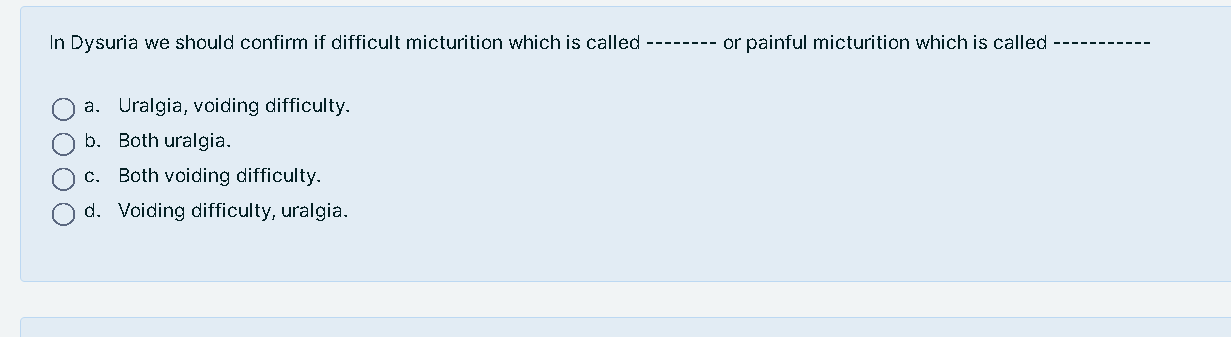 In Dysuria we should confirm if difficult micturition which is called -------- or painful micturition which is called -----------
a. Uralgia, voiding difficulty.
b. Both uralgia.
c. Both voiding difficulty.
d. Voiding difficulty, uralgia.